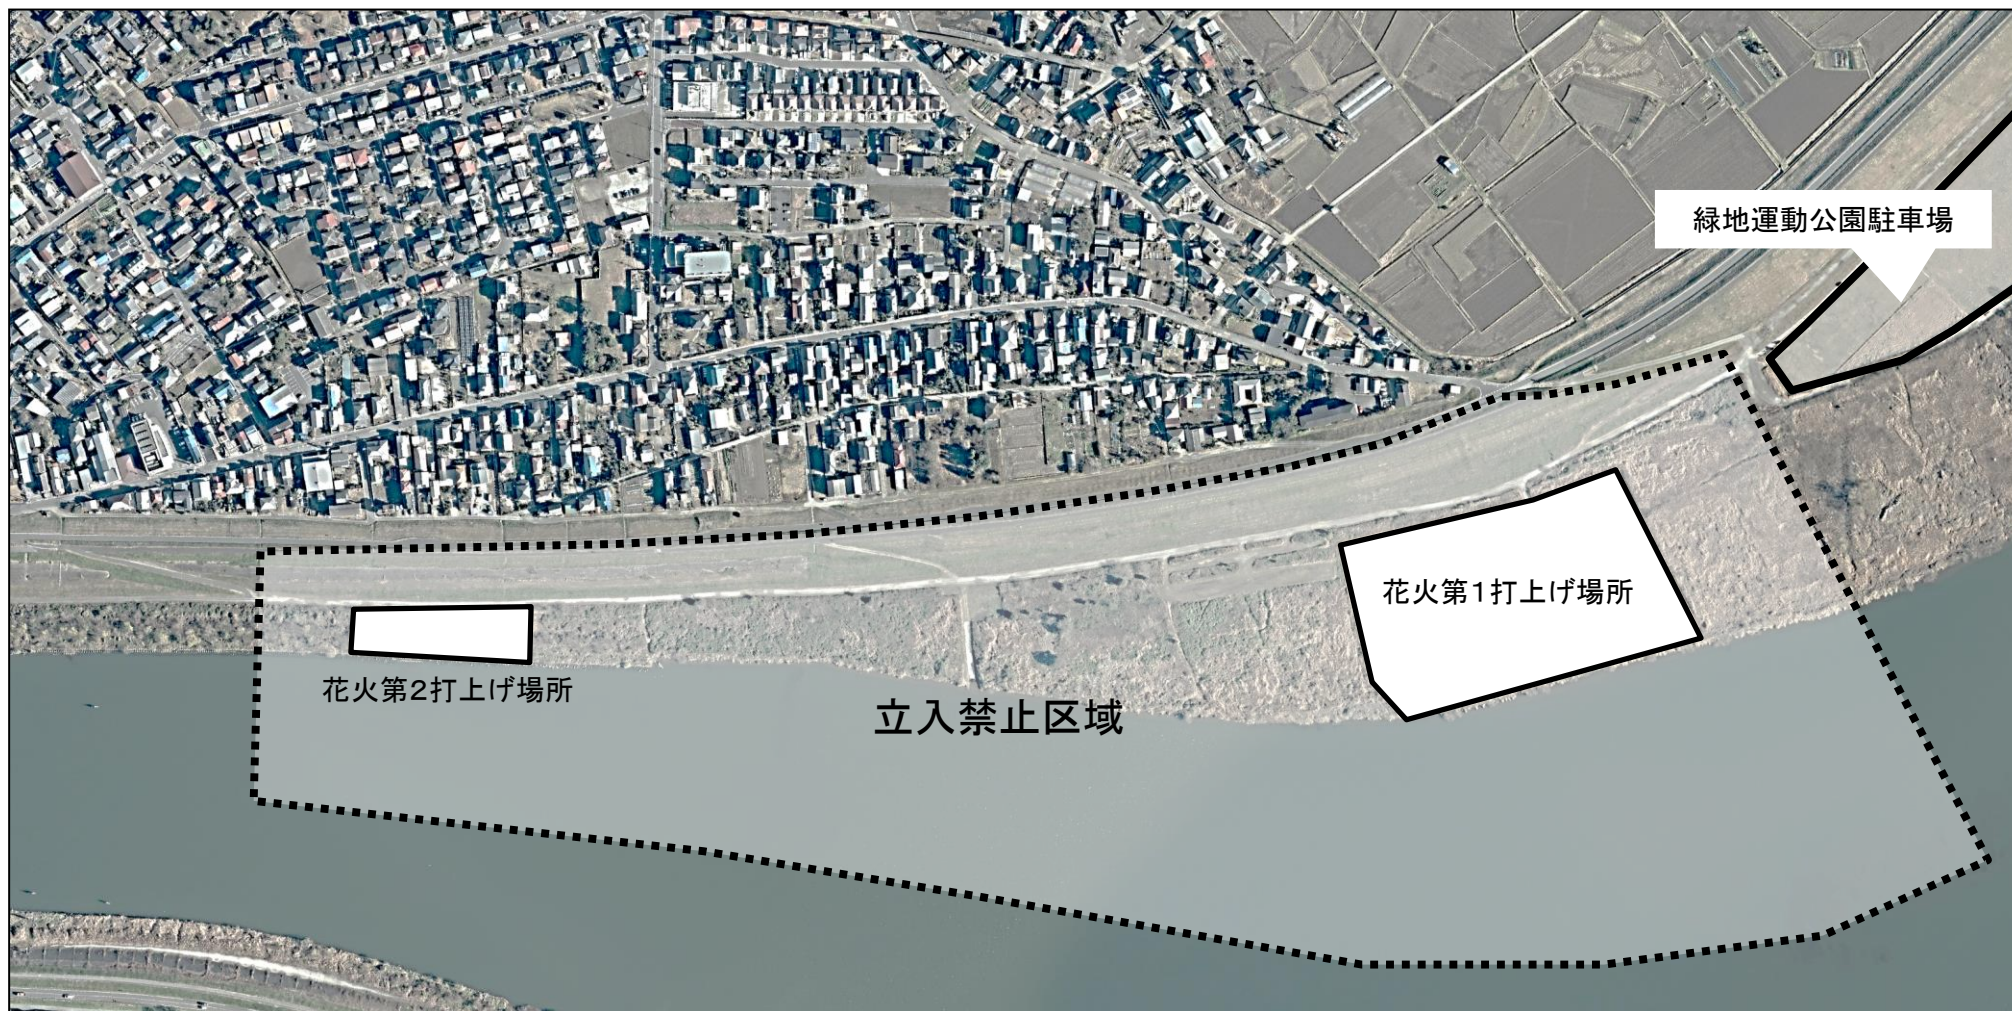 緑地運動公園駐車場
花火第1打上げ場所
花火第2打上げ場所
立入禁止区域